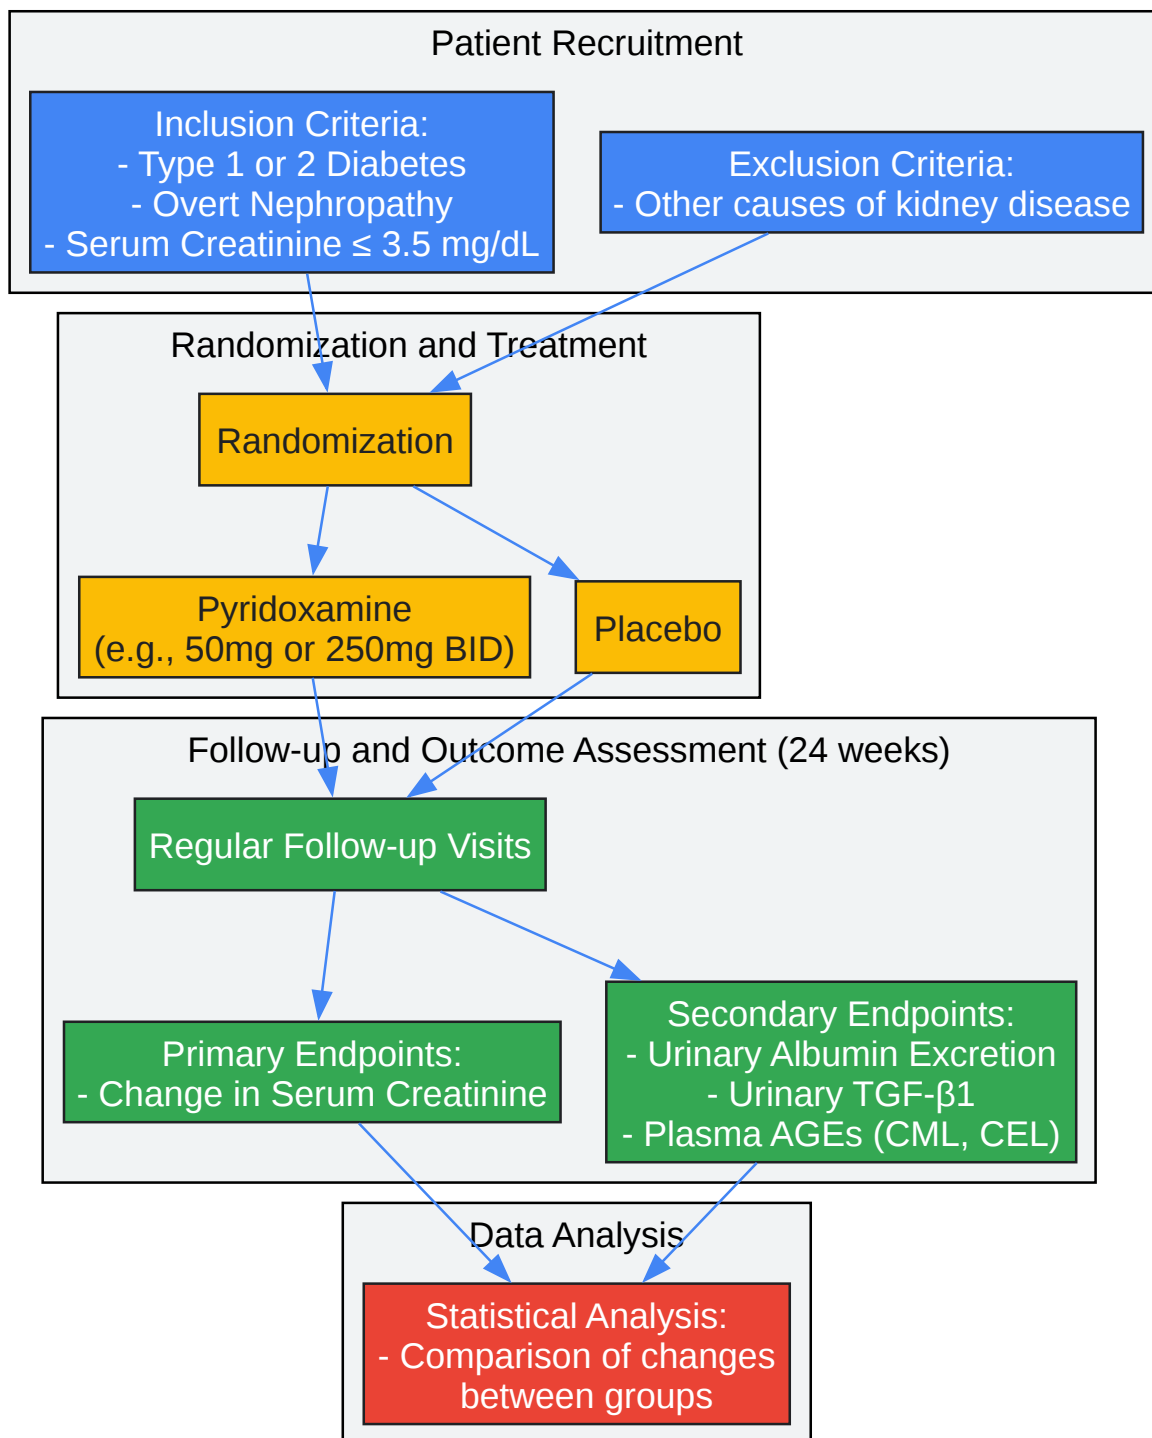 Patient Recruitment
Inclusion Criteria:
- Type 1 or 2 Diabetes
- Overt Nephropathy
- Serum Creatinine ≤ 3.5 mg/dL
Exclusion Criteria:
- Other causes of kidney disease
Randomization and Treatment
Randomization
Pyridoxamine
(e.g., 50mg or 250mg BID)
Placebo
Follow-up and Outcome Assessment (24 weeks)
Regular Follow-up Visits
Primary Endpoints:
- Change in Serum Creatinine
Secondary Endpoints:
- Urinary Albumin Excretion
- Urinary TGF-β1
- Plasma AGEs (CML, CEL)
Data Analysis
Statistical Analysis:
- Comparison of changes
between groups